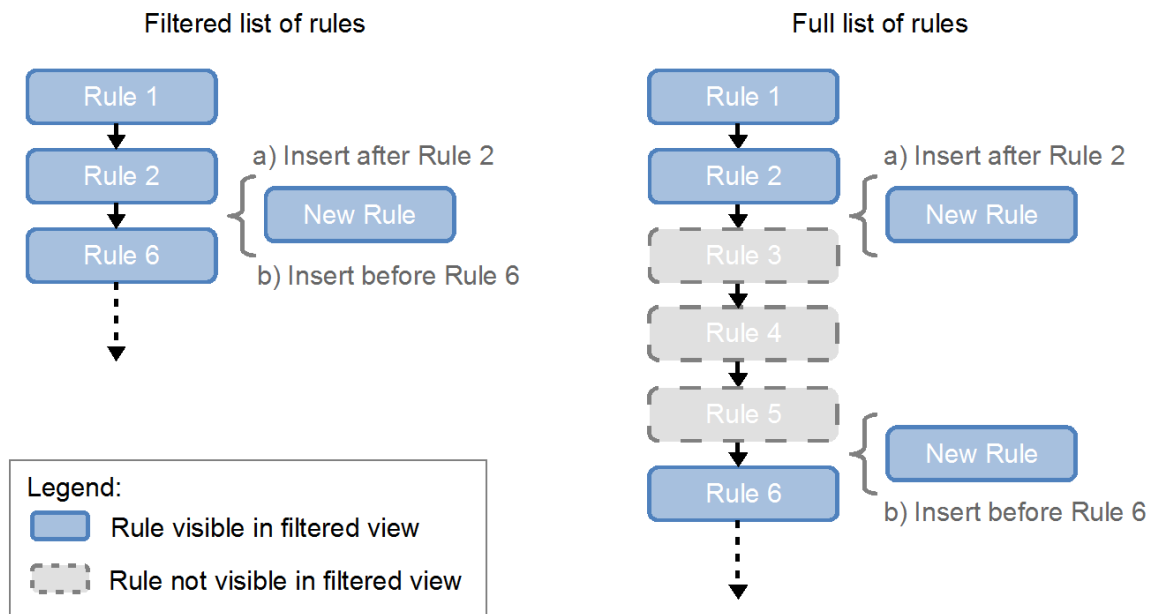 Filtered list of rules
Rule 1
Rule 2
Rule 6
a) Insert after Rule 2
New Rule
b) Insert before Rule 6
Full list of rules
Rule 1
Rule 2
Rule 3
Rule 4
Rule 5
Rule 6
a) Insert after Rule 2
New Rule
New Rule
b) Insert before Rule 6
Legend:
Rule visible in filtered view
Rule not visible in filtered view